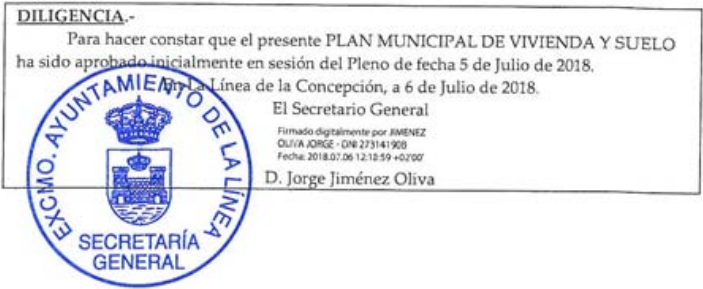 DILIGENCIA.-
Para hacer constar que el presente PLAN MUNICIPAL DE VIVIENDA Y SUELO
ha sido aprobado inicialmente en sesión del Pleno de fecha 5 de Julio de 2018.
En La Línea de la Concepción, a 6 de Julio de 2018.
El Secretario General
Firmado digitalmente por JIMENEZ
OLIVA JORGE - DNI 27314190B
Fecha: 2018.07.06 12:18:59 +02'00'
D. Jorge Jiménez Oliva
EXCMO. AYUNTAMIENTO DE LA LÍNEA
SECRETARÍA
GENERAL